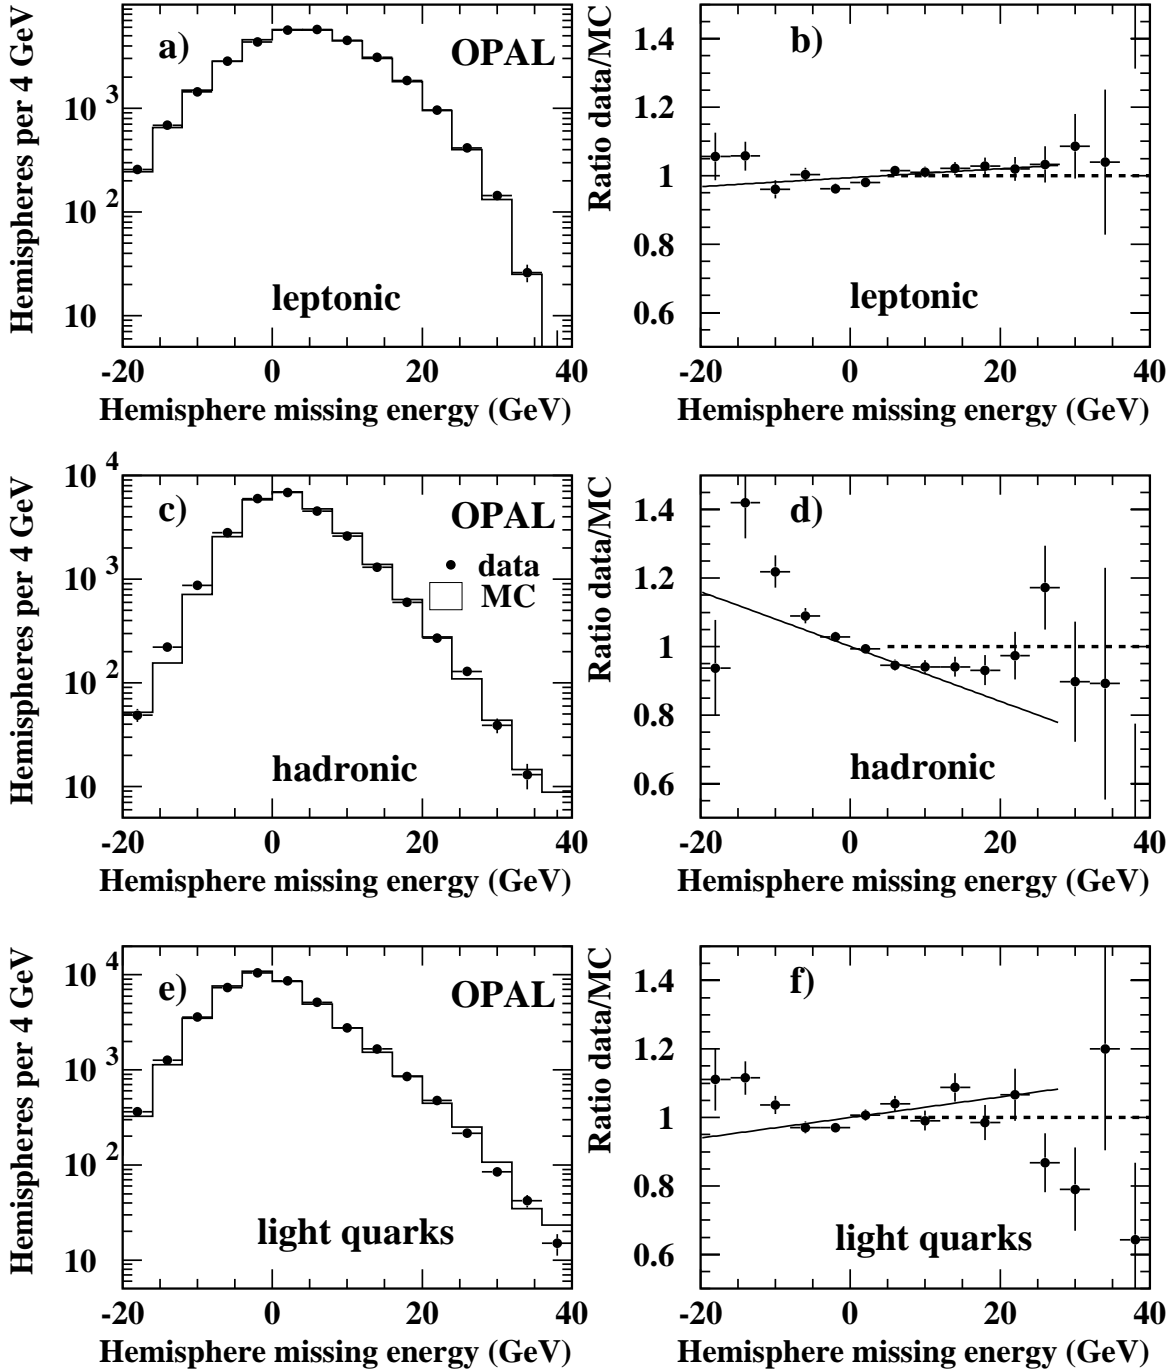 a)
OPAL
Hemispheres per 4 GeV
10 3
10 2
10
leptonic
-20 0 20 40
Hemisphere missing energy (GeV)
b)
Ratio data/MC
1.4
1.2
1
0.8
0.6
leptonic
-20 0 20 40
Hemisphere missing energy (GeV)
c)
OPAL
data
MC
Hemispheres per 4 GeV
10 4
10 3
10 2
10
hadronic
-20 0 20 40
Hemisphere missing energy (GeV)
d)
Ratio data/MC
1.4
1.2
1
0.8
0.6
hadronic
-20 0 20 40
Hemisphere missing energy (GeV)
e)
OPAL
Hemispheres per 4 GeV
10 4
10 3
10 2
10
light quarks
-20 0 20 40
Hemisphere missing energy (GeV)
f)
Ratio data/MC
1.4
1.2
1
0.8
0.6
light quarks
-20 0 20 40
Hemisphere missing energy (GeV)